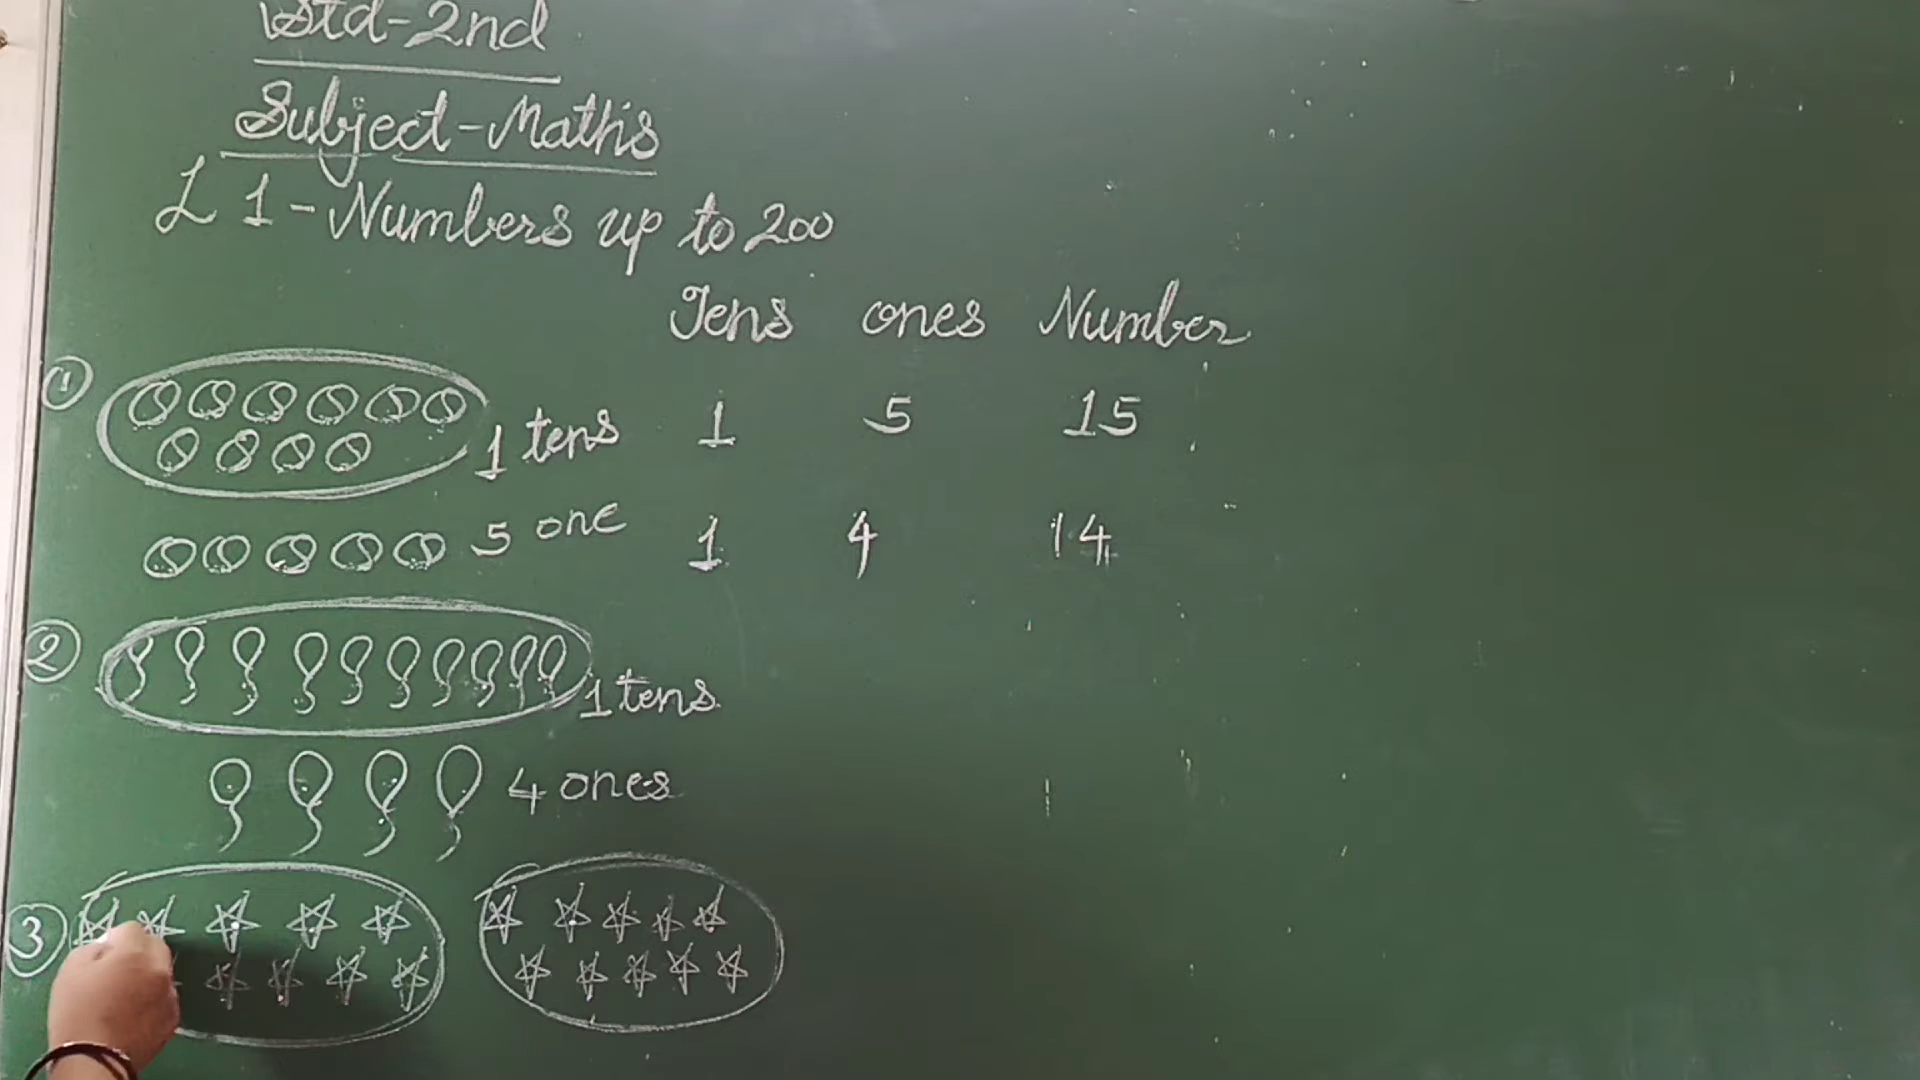 Std-2nd
Subject-Maths
L 1-Numbers up to 200
Tens ones Number
① 1 tens 1 5 15
5 one 1 4 14
② 1 tens
4 ones
③